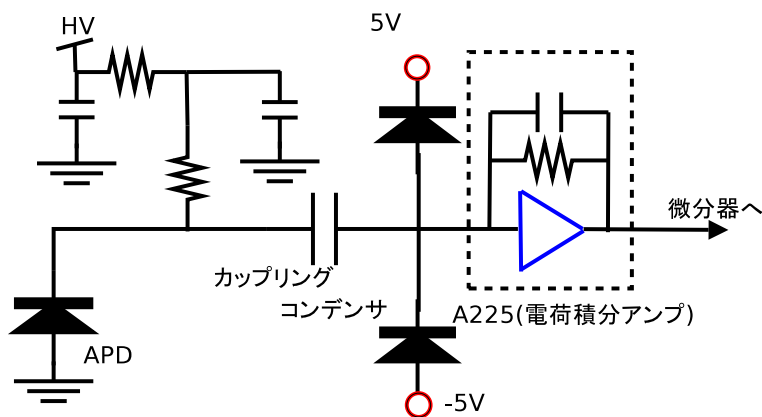 HV
5V
微分器へ
カップリング
コンデンサ
A225(電荷積分アンプ)
APD
-5V